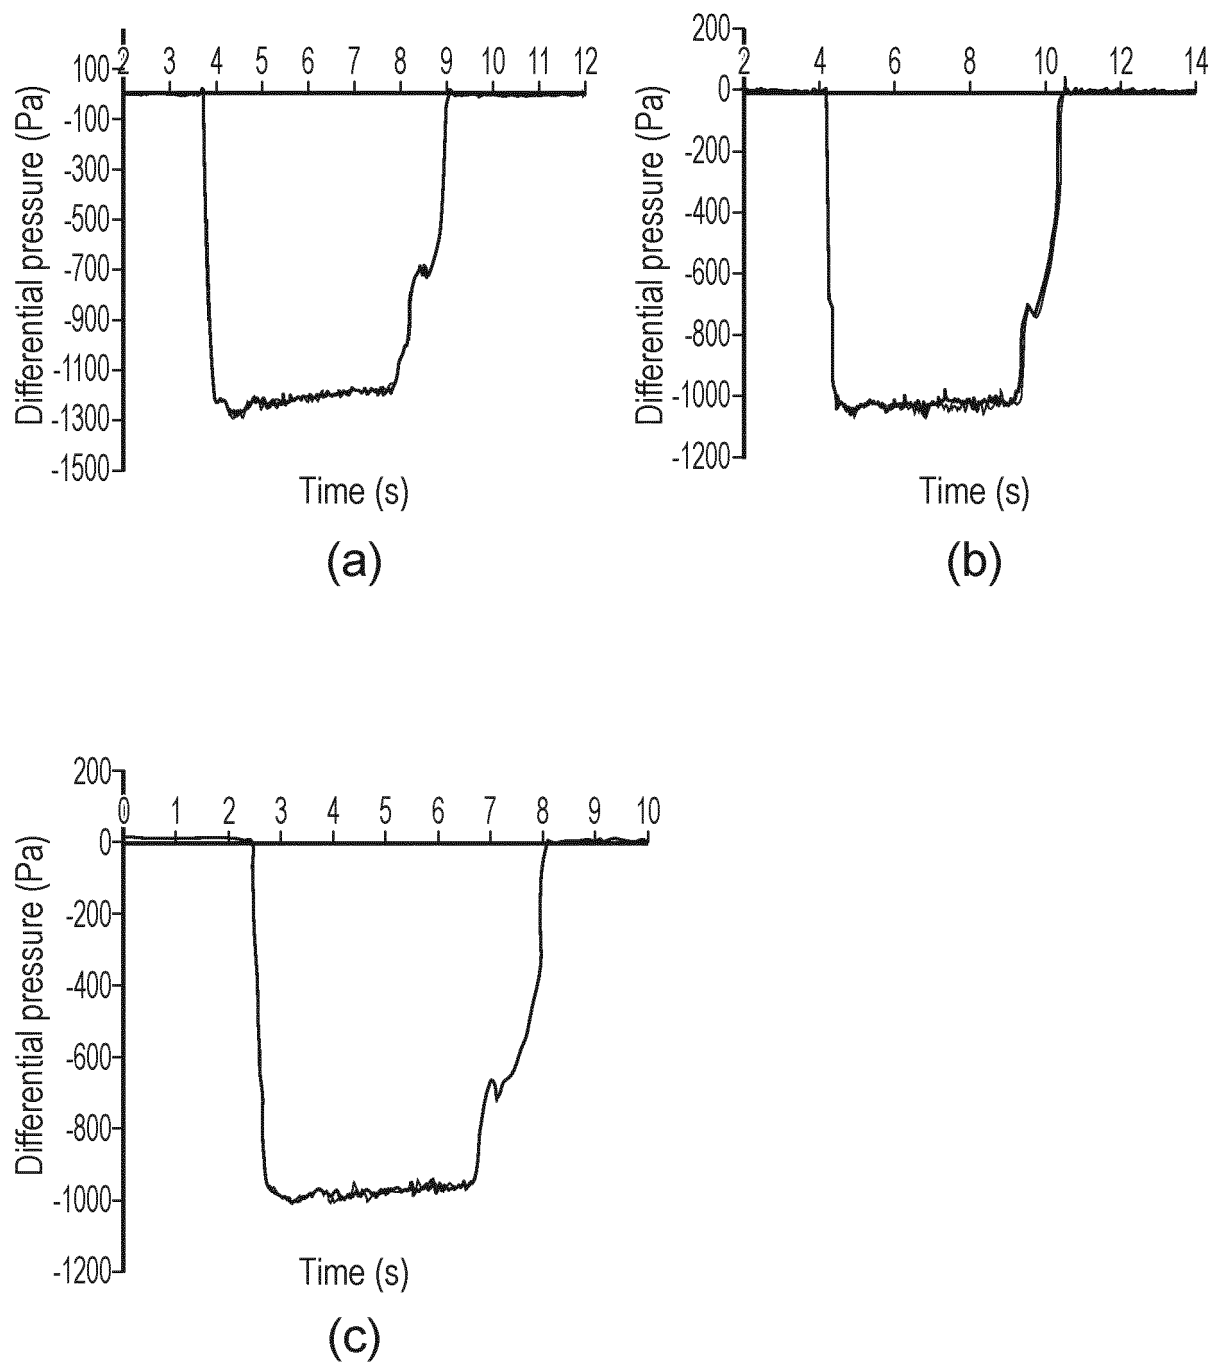 100
2 3 4 5 6 7 8 9 10 11 12
-100
-300
-500
-700
-900
-1100
-1300
-1500
Differential pressure (Pa)
Time (s)
(a)
200
2 4 6 8 10 12 14
0
-200
-400
-600
-800
-1000
-1200
Differential pressure (Pa)
Time (s)
(b)
200
0 1 2 3 4 5 6 7 8 9 10
0
-200
-400
-600
-800
-1000
-1200
Differential pressure (Pa)
Time (s)
(c)